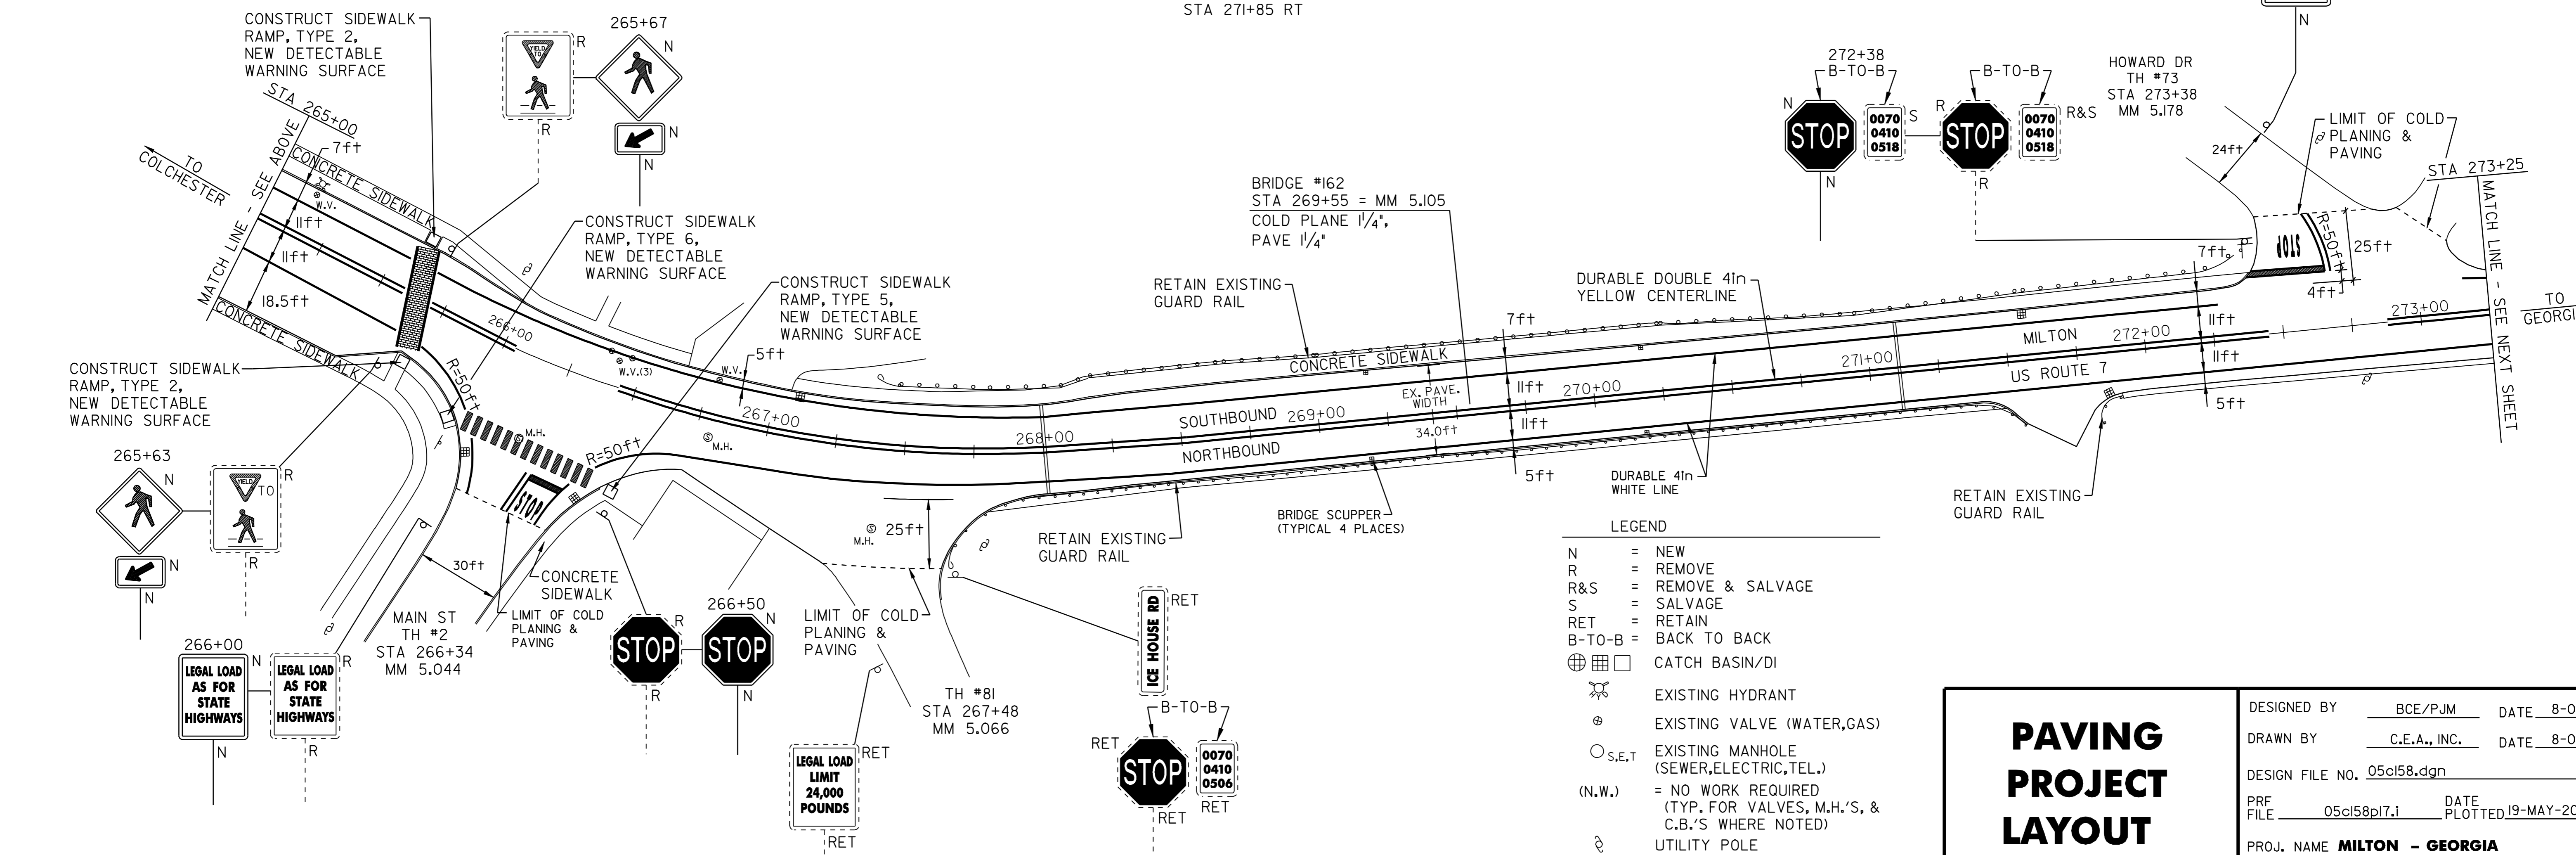 STA 271+85 RT
CONSTRUCT SIDEWALK
RAMP, TYPE 2,
NEW DETECTABLE
WARNING SURFACE
YIELD
TO
R
R
265+67
N
N
N
STA 265+00
MATCH LINE - SEE ABOVE
TO
COLCHESTER
7ft
CONCRETE SIDEWALK
W.V.
11ft
11ft
18.5ft
CONCRETE SIDEWALK
CONSTRUCT SIDEWALK
RAMP, TYPE 6,
NEW DETECTABLE
WARNING SURFACE
CONSTRUCT SIDEWALK
RAMP, TYPE 5,
NEW DETECTABLE
WARNING SURFACE
CONSTRUCT SIDEWALK
RAMP, TYPE 2,
NEW DETECTABLE
WARNING SURFACE
266+00
W.V.(3)
W.V.
5ft
267+00
R=50ft
M.H.
R=50ft
M.H.
STOP
265+63
N
N
N
YIELD
TO
R
R
30ft
CONCRETE
SIDEWALK
LIMIT OF COLD
PLANING &
PAVING
MAIN ST
TH #2
STA 266+34
MM 5.044
266+00
LEGAL LOAD
AS FOR
STATE
HIGHWAYS
N
N
LEGAL LOAD
AS FOR
STATE
HIGHWAYS
R
R
STOP
R
R
266+50
STOP
N
N
LIMIT OF COLD
PLANING &
PAVING
LEGAL LOAD
LIMIT
24,000
POUNDS
RET
RET
M.H.
25ft
TH #81
STA 267+48
MM 5.066
ICE HOUSE RD
RET
B-TO-B
RET
STOP
RET
0070
0410
0506
RET
268+00
SOUTHBOUND
NORTHBOUND
269+00
CONCRETE SIDEWALK
RETAIN EXISTING
GUARD RAIL
RETAIN EXISTING
GUARD RAIL
BRIDGE #162
STA 269+55 = MM 5.105
COLD PLANE 1 1/4",
PAVE 1 1/4"
EX. PAVE.
WIDTH
34.0ft
7ft
11ft
11ft
5ft
BRIDGE SCUPPER
(TYPICAL 4 PLACES)
DURABLE DOUBLE 4in
YELLOW CENTERLINE
270+00
DURABLE 4in
WHITE LINE
271+00
MILTON
US ROUTE 7
272+00
272+38
B-TO-B
N
STOP
N
0070
0410
0518
S
B-TO-B
R
STOP
R
0070
0410
0518
R&S
HOWARD DR
TH #73
STA 273+38
MM 5.178
N
24ft
LIMIT OF COLD
PLANING &
PAVING
STA 273+25
MATCH LINE - SEE NEXT SHEET
STOP
R=50ft
25ft
4ft
7ft
11ft
11ft
5ft
273+00
TO
GEORGI
RETAIN EXISTING
GUARD RAIL
LEGEND
N = NEW
R = REMOVE
R&S = REMOVE & SALVAGE
S = SALVAGE
RET = RETAIN
B-TO-B = BACK TO BACK
CATCH BASIN/DI
EXISTING HYDRANT
EXISTING VALVE (WATER,GAS)
S,E,T EXISTING MANHOLE
(SEWER,ELECTRIC,TEL.)
(N.W.) = NO WORK REQUIRED
(TYP. FOR VALVES, M.H.'S, &
C.B.'S WHERE NOTED)
UTILITY POLE
PAVING
PROJECT
LAYOUT
DESIGNED BY BCE/PJM DATE 8-0
DRAWN BY C.E.A., INC. DATE 8-0
DESIGN FILE NO. 05c158.dgn
PRF
FILE 05c158p17.i DATE
PLOTTED 19-MAY-20
PROJ. NAME MILTON - GEORGIA